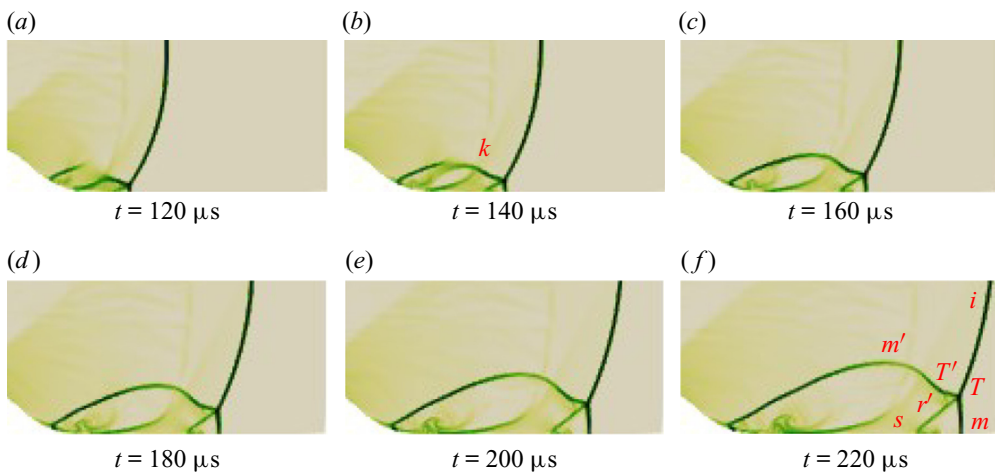 (a)
(b)
(c)
k
t = 120 μs
t = 140 μs
t = 160 μs
(d)
(e)
(f)
i
m′
T′
T
r′
s
m
t = 180 μs
t = 200 μs
t = 220 μs